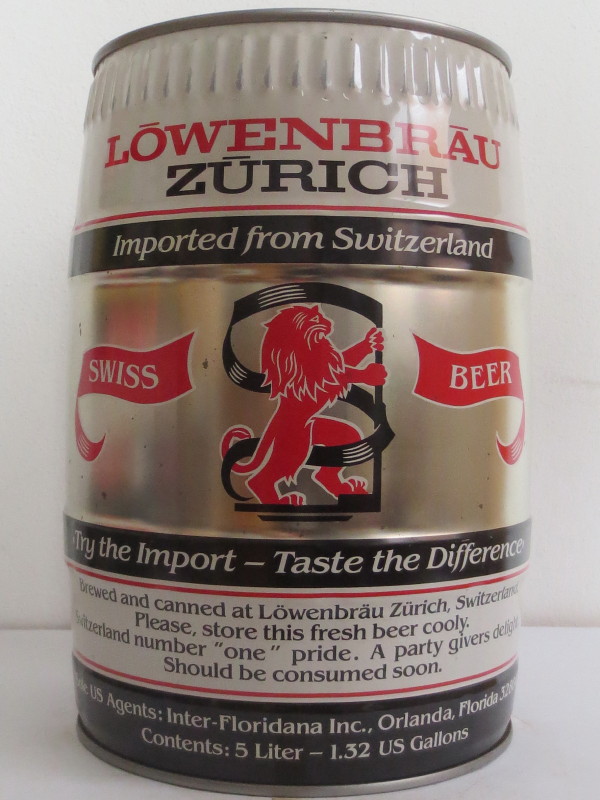 LÖWENBRÄU
ZÜRICH
Imported from Switzerland
SWISS
BEER
‹Try the Import – Taste the Difference›
Brewed and canned at Löwenbräu Zürich, Switzerland.
Please, store this fresh beer cooly.
Switzerland number "one" pride. A party givers delight.
Should be consumed soon.
Sole US Agents: Inter-Floridana Inc., Orlanda, Florida
Contents: 5 Liter – 1.32 US Gallons